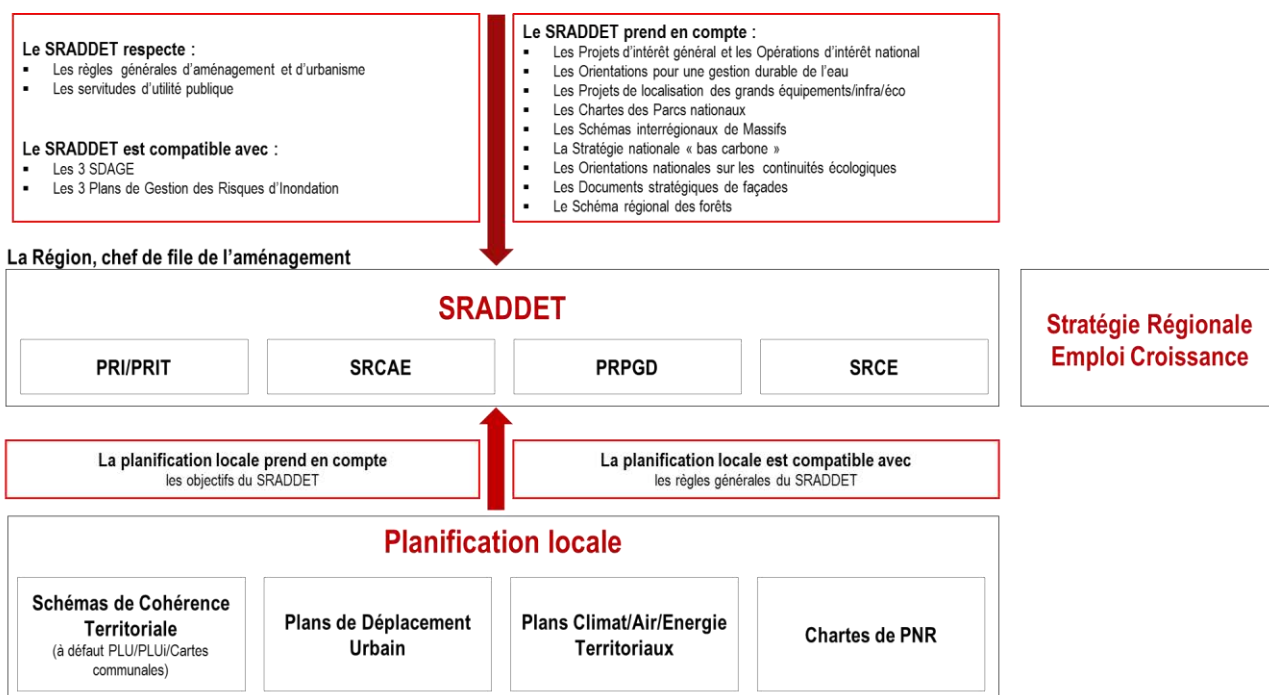 Le SRADDET respecte :
▪ Les règles générales d'aménagement et d'urbanisme
▪ Les servitudes d'utilité publique
Le SRADDET est compatible avec :
▪ Les 3 SDAGE
▪ Les 3 Plans de Gestion des Risques d'Inondation
Le SRADDET prend en compte :
▪ Les Projets d'intérêt général et les Opérations d'intérêt national
▪ Les Orientations pour une gestion durable de l'eau
▪ Les Projets de localisation des grands équipements/infra/éco
▪ Les Chartes des Parcs nationaux
▪ Les Schémas interrégionaux de Massifs
▪ La Stratégie nationale « bas carbone »
▪ Les Orientations nationales sur les continuités écologiques
▪ Les Documents stratégiques de façades
▪ Le Schéma régional des forêts
La Région, chef de file de l'aménagement
SRADDET
PRI/PRIT
SRCAE
PRPGD
SRCE
Stratégie Régionale
Emploi Croissance
La planification locale prend en compte
les objectifs du SRADDET
La planification locale est compatible avec
les règles générales du SRADDET
Planification locale
Schémas de Cohérence
Territoriale
(à défaut PLU/PLUi/Cartes
communales)
Plans de Déplacement
Urbain
Plans Climat/Air/Energie
Territoriaux
Chartes de PNR